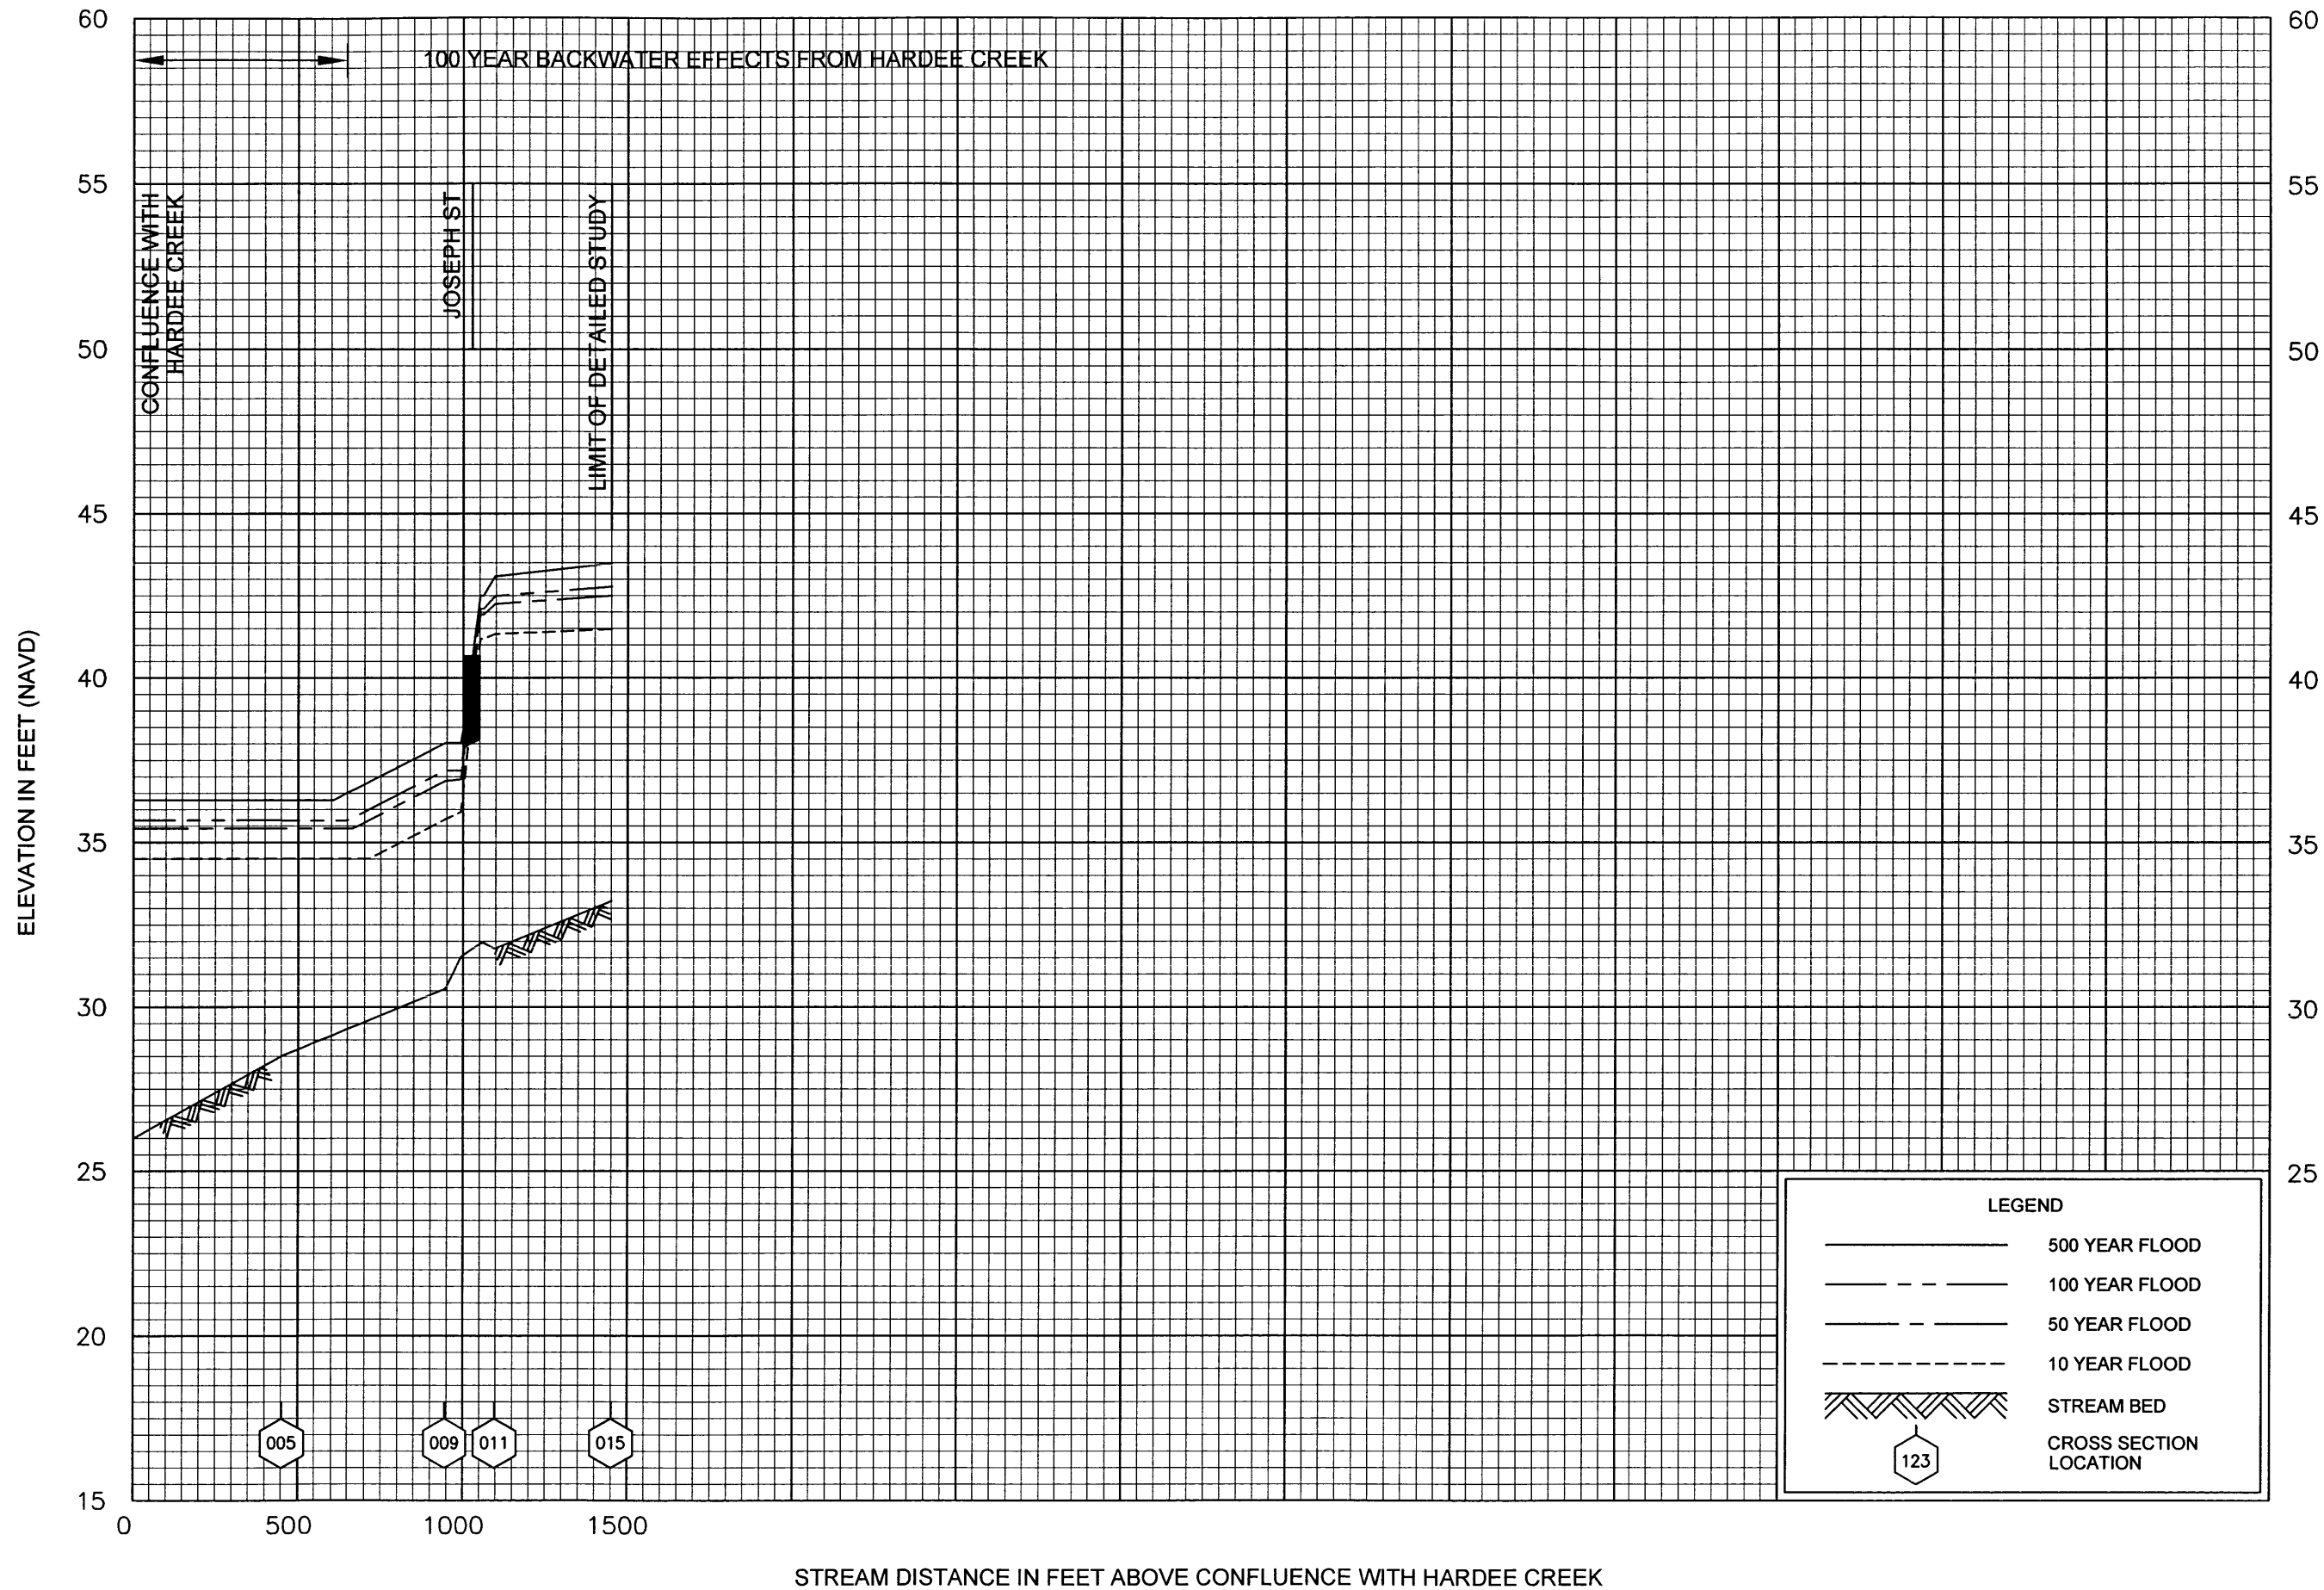 60
60
100 YEAR BACKWATER EFFECTS FROM HARDEE CREEK
55
55
CONFLUENCE WITH
HARDEE CREEK
JOSEPH ST
LIMIT OF DETAILED STUDY
50
50
45
45
40
40
ELEVATION IN FEET (NAVD)
35
35
30
30
25
25
20
15
LEGEND
500 YEAR FLOOD
100 YEAR FLOOD
50 YEAR FLOOD
10 YEAR FLOOD
STREAM BED
123
CROSS SECTION
LOCATION
005
009
011
015
0
500
1000
1500
STREAM DISTANCE IN FEET ABOVE CONFLUENCE WITH HARDEE CREEK